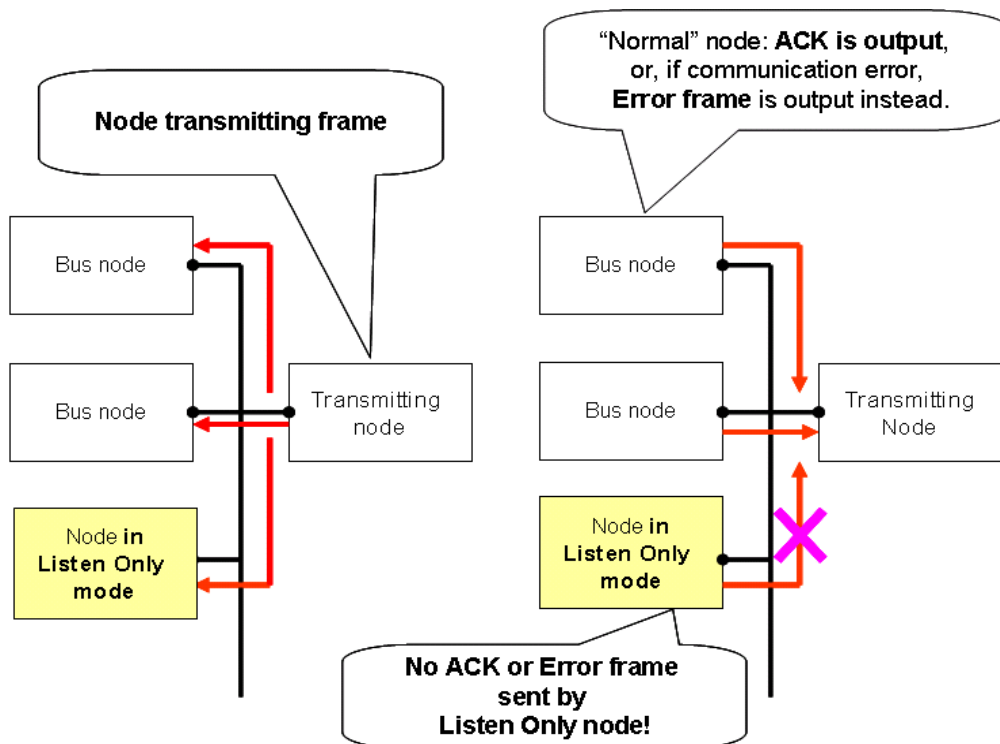 Node transmitting frame
Bus node
Bus node
Transmitting
node
Node in
Listen Only
mode
“Normal” node: ACK is output,
or, if communication error,
Error frame is output instead.
Bus node
Bus node
Transmitting
Node
Node in
Listen Only
mode
No ACK or Error frame
sent by
Listen Only node!